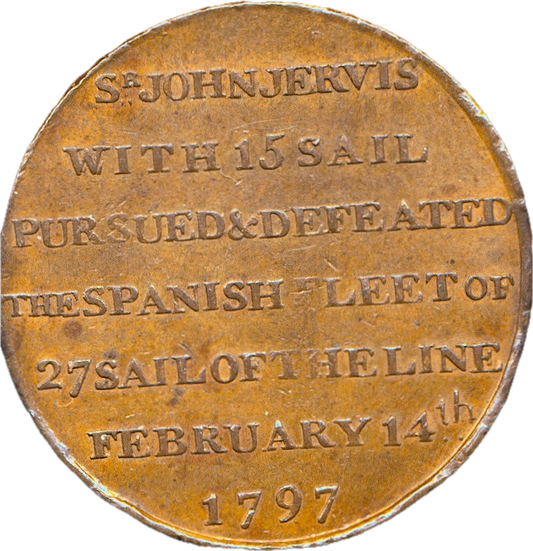 SR JOHN JERVIS
WITH 15 SAIL
PURSUED & DEFEATED
THE SPANISH FLEET OF
27 SAIL OF THE LINE
FEBRUARY 14th
1797